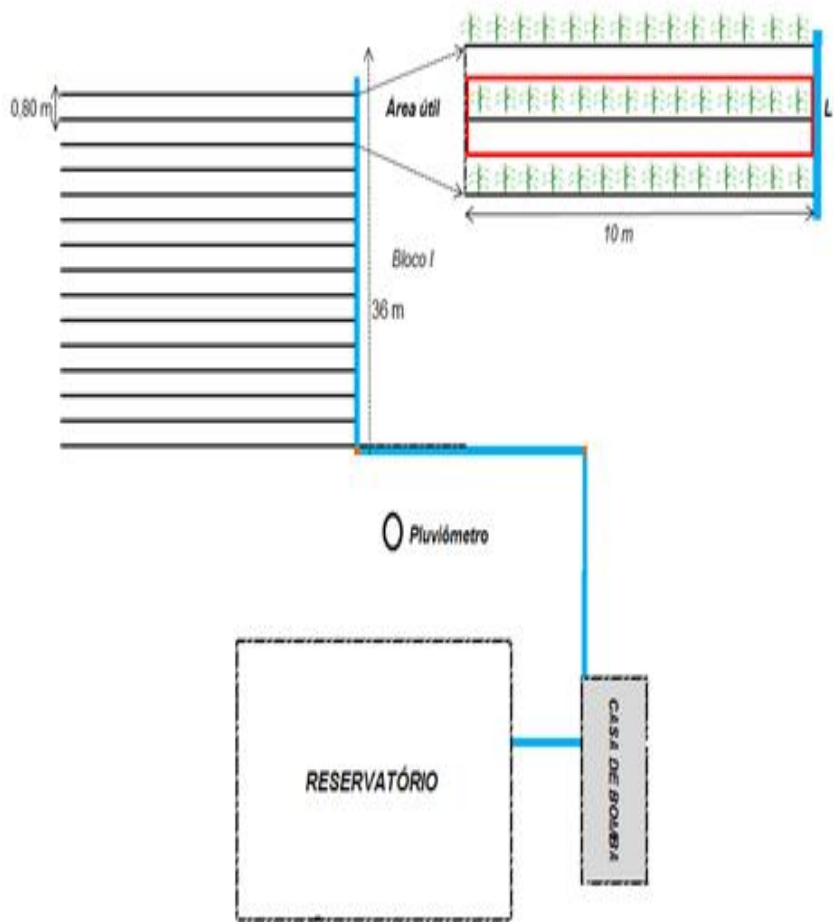 0,80 m
Área útil
L
10 m
Bloco I
36 m
Pluviômetro
RESERVATÓRIO
CASA DE BOMBA